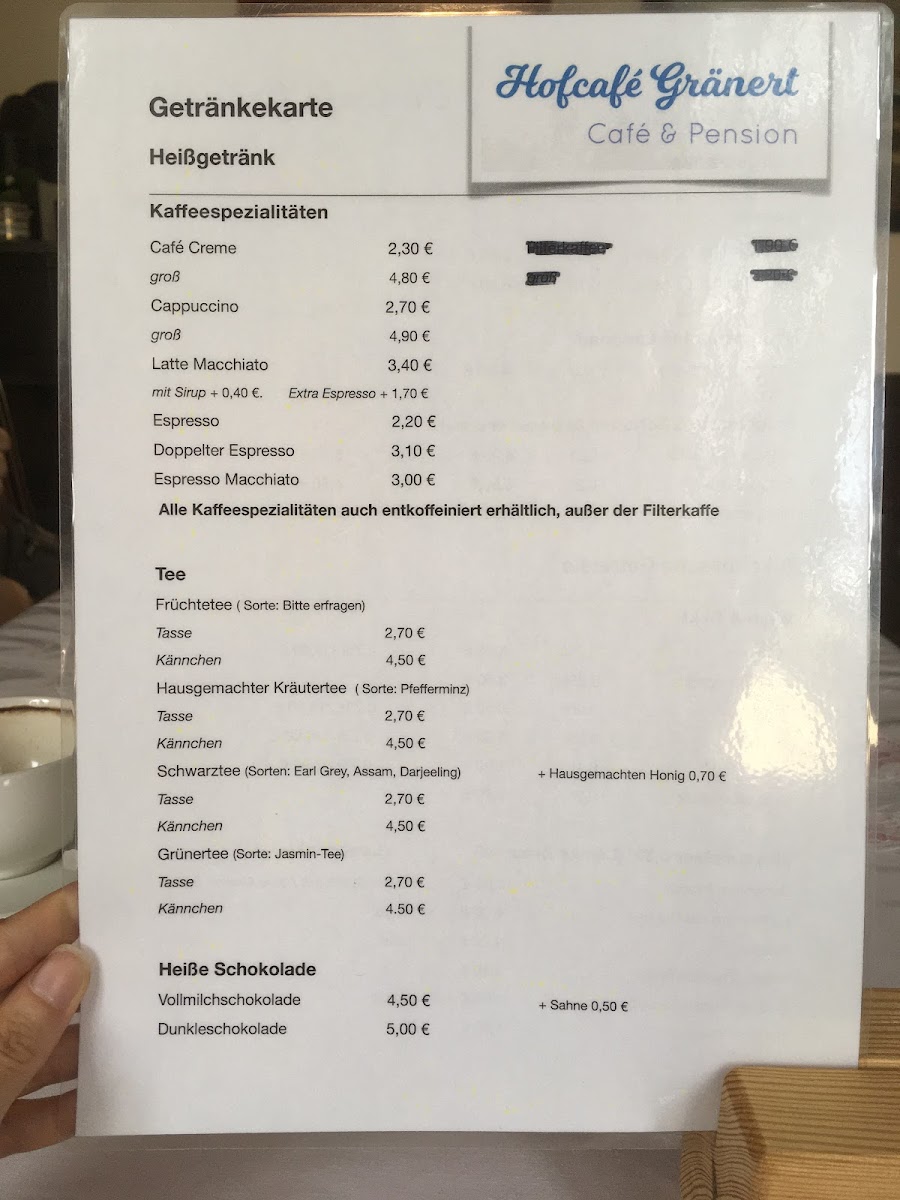 Hofcafé Gränert
Café & Pension
Getränkekarte
Heißgetränk
Kaffeespezialitäten
Café Creme 2,30 €
groß 4,80 €
Cappuccino 2,70 €
groß 4,90 €
Latte Macchiato 3,40 €
mit Sirup + 0,40 €. Extra Espresso + 1,70 €
Espresso 2,20 €
Doppelter Espresso 3,10 €
Espresso Macchiato 3,00 €
Alle Kaffeespezialitäten auch entkoffeiniert erhältlich, außer der Filterkaffe
Tee
Früchtetee ( Sorte: Bitte erfragen)
Tasse 2,70 €
Kännchen 4,50 €
Hausgemachter Kräutertee ( Sorte: Pfefferminz)
Tasse 2,70 €
Kännchen 4,50 €
Schwarztee (Sorten: Earl Grey, Assam, Darjeeling) + Hausgemachten Honig 0,70 €
Tasse 2,70 €
Kännchen 4,50 €
Grünertee (Sorte: Jasmin-Tee)
Tasse 2,70 €
Kännchen 4.50 €
Heiße Schokolade
Vollmilchschokolade 4,50 € + Sahne 0,50 €
Dunkleschokolade 5,00 €